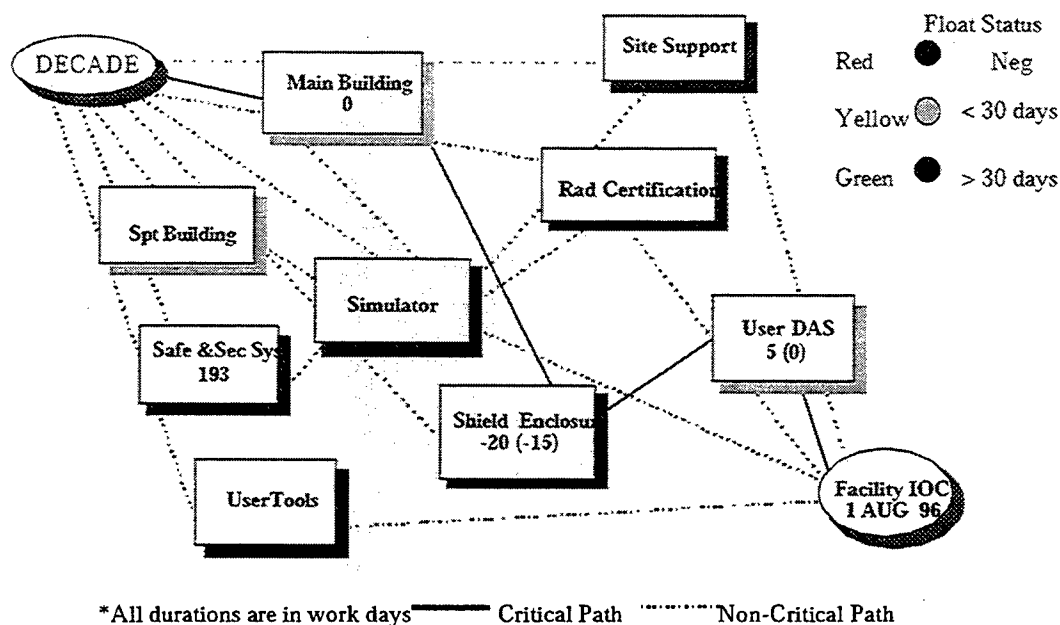 DECADE
Main Building
0
Site Support
Float Status
Red
Neg
Yellow
< 30 days
Green
> 30 days
Rad Certification
Spt Building
Simulator
User DAS
5 (0)
Safe &Sec Sys
193
Shield Enclosur
-20 (-15)
UserTools
Facility IOC
1 AUG 96
*All durations are in work days
Critical Path
Non-Critical Path